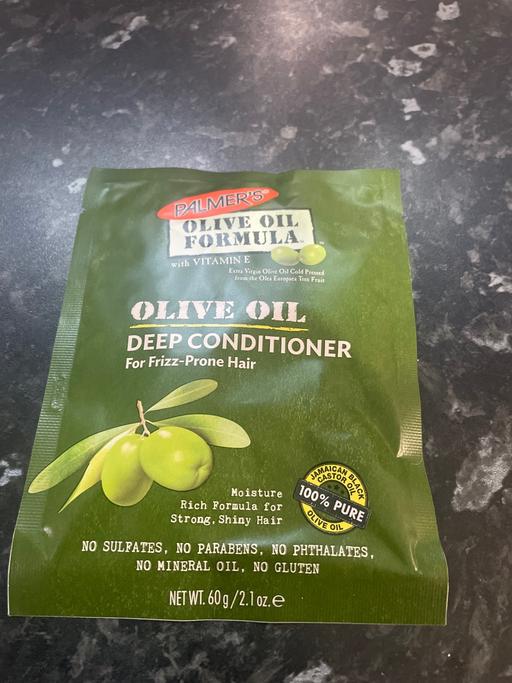 PALMER'S®
OLIVE OIL
FORMULA™
with VITAMIN E
Extra Virgin Olive Oil Cold Pressed
from the Olea Europaea Tree Fruit
OLIVE OIL
DEEP CONDITIONER
For Frizz-Prone Hair
Moisture
Rich Formula for
Strong, Shiny Hair
JAMAICAN BLACK
CASTOR OIL
100% PURE
OLIVE OIL
NO SULFATES, NO PARABENS, NO PHTHALATES,
NO MINERAL OIL, NO GLUTEN
NET WT. 60 g/2.1 oz. e